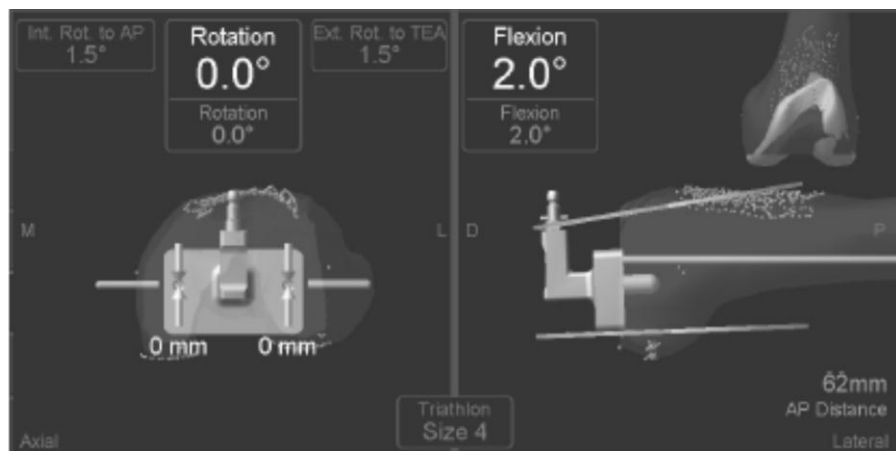 Int. Rot. to AP
1.5°
Rotation
0.0°
Rotation
0.0°
Ext. Rot. to TEA
1.5°
Flexion
2.0°
Flexion
2.0°
M
L
D
P
0 mm
0 mm
62mm
AP Distance
Triathlon
Size 4
Axial
Lateral